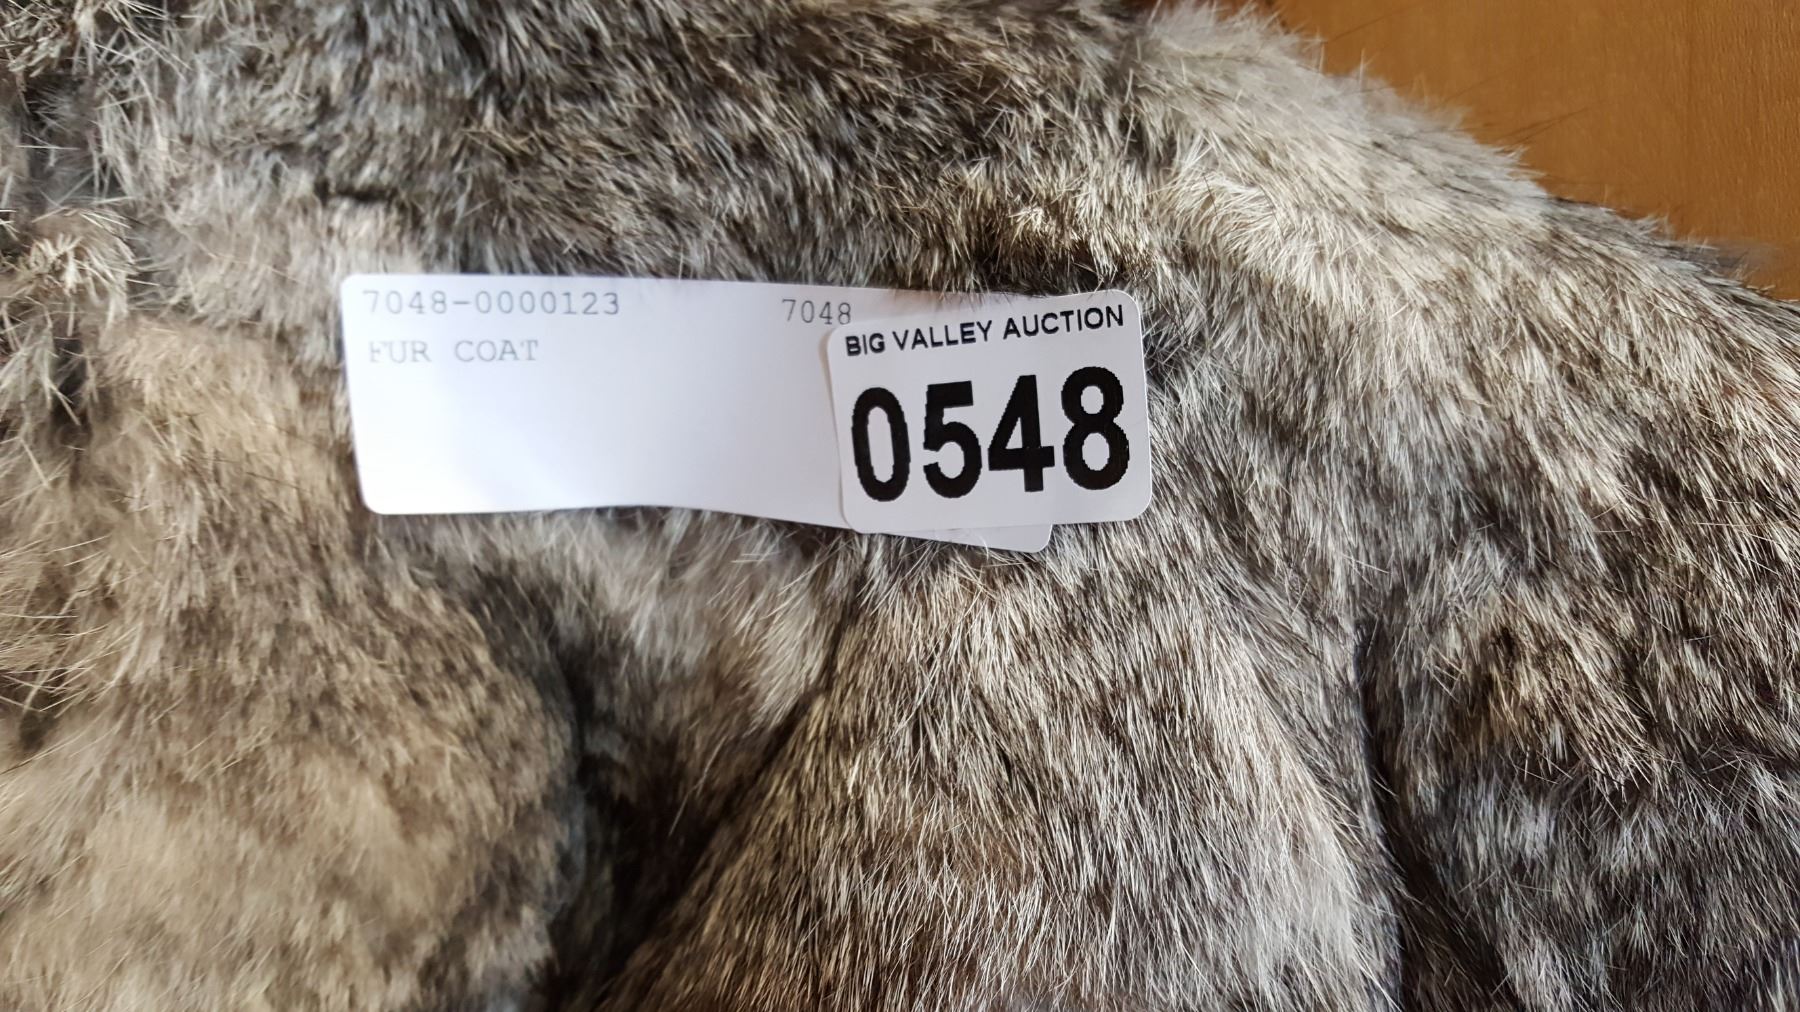 7048-0000123 7048
FUR COAT
BIG VALLEY AUCTION
0548